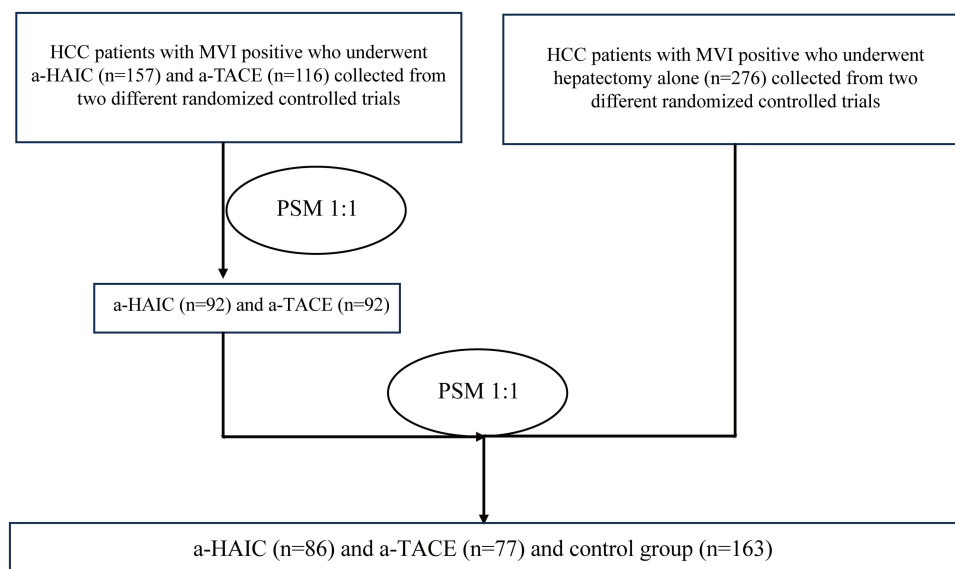 HCC patients with MVI positive who underwent
a-HAIC (n=157) and a-TACE (n=116) collected from
two different randomized controlled trials
HCC patients with MVI positive who underwent
hepatectomy alone (n=276) collected from two
different randomized controlled trials
PSM 1:1
a-HAIC (n=92) and a-TACE (n=92)
PSM 1:1
a-HAIC (n=86) and a-TACE (n=77) and control group (n=163)